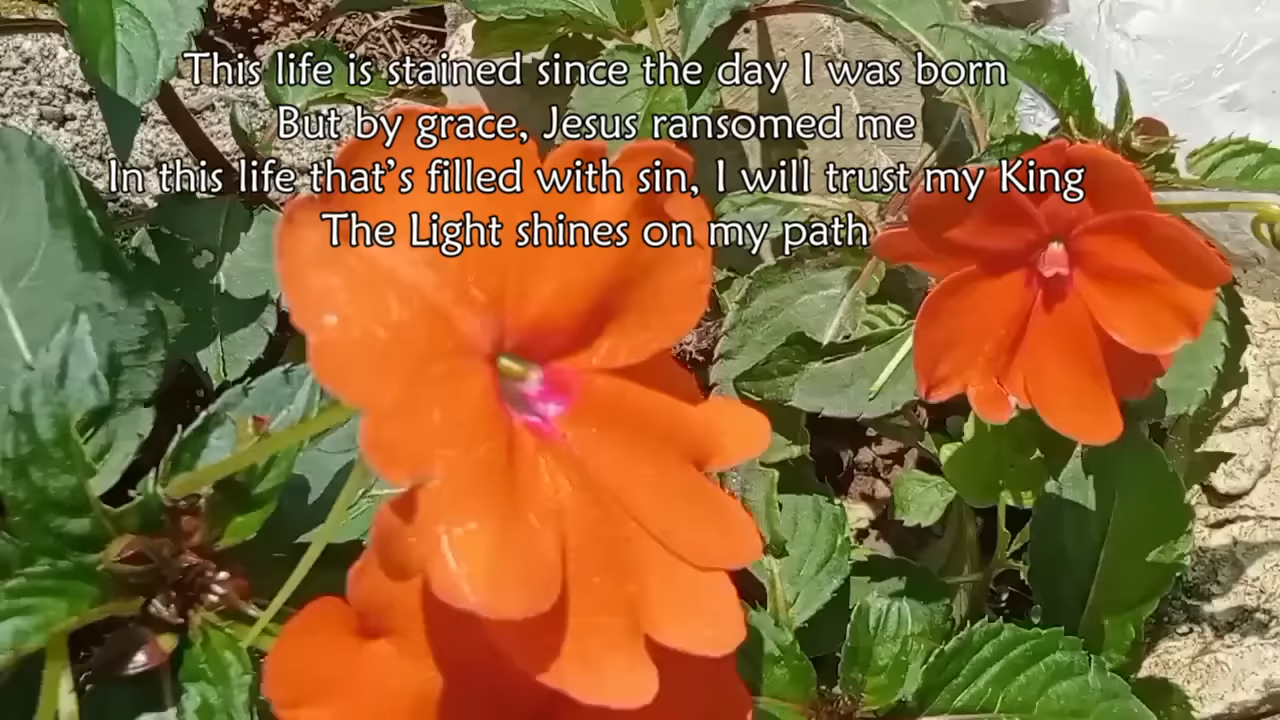 This life is stained since the day I was born
But by grace, Jesus ransomed me
In this life that's filled with sin, I will trust my King
The Light shines on my path